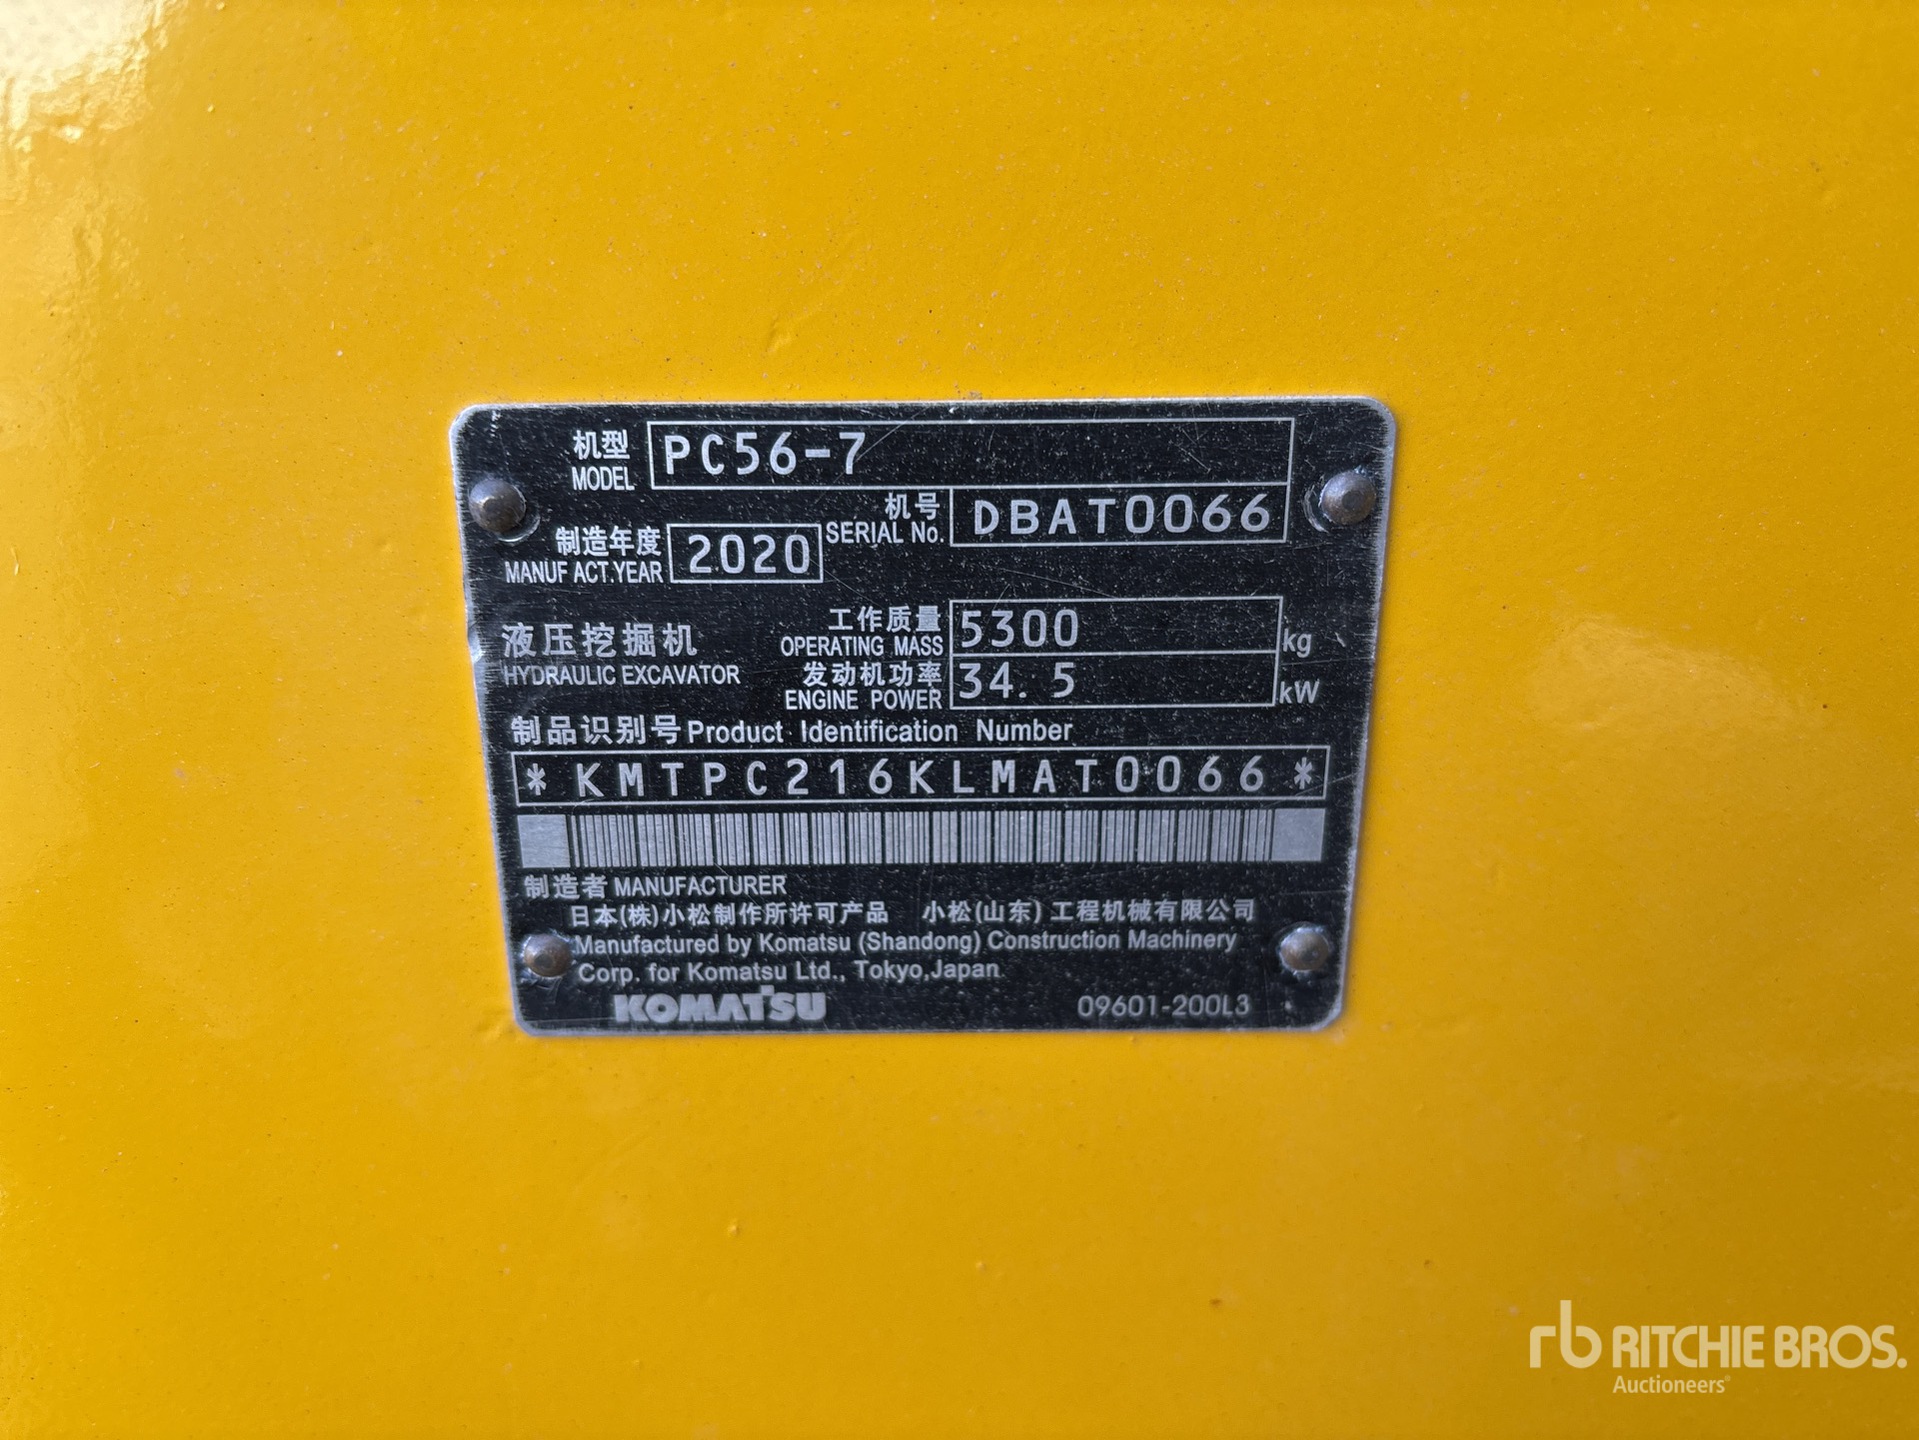 机型 MODEL PC56-7
机号 SERIAL No. DBAT0066
制造年度 MANUF ACT.YEAR 2020
液压挖掘机
HYDRAULIC EXCAVATOR
工作质量 OPERATING MASS 5300 kg
发动机功率 ENGINE POWER 34.5 kW
制品识别号 Product Identification Number
*KMTPC216KLMAT0066*
制造者 MANUFACTURER
日本(株)小松制作所许可产品 小松(山东)工程机械有限公司
Manufactured by Komatsu (Shandong) Construction Machinery
Corp. for Komatsu Ltd., Tokyo,Japan
KOMATSU 09601-200L3
rb RITCHIE BROS.
Auctioneers®